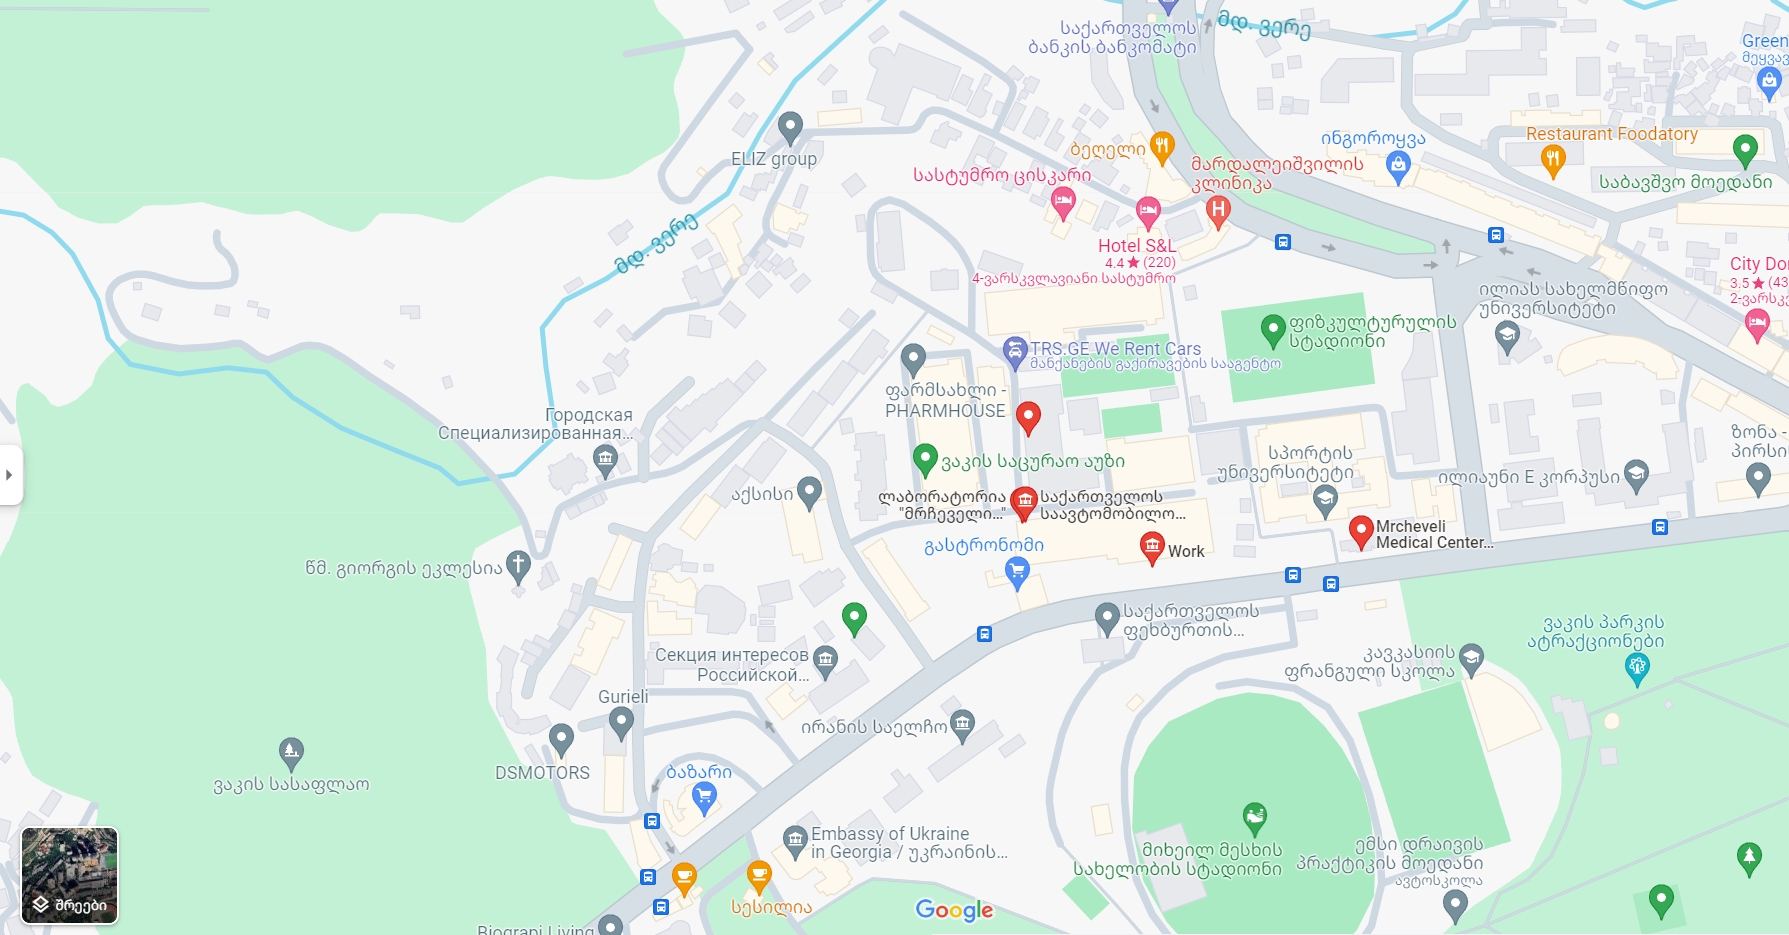 საქართველოს
ბანკის ბანკომატი
მდ. ვერე
Green
მეყვავ
ELIZ group
ბეღელი
ინგოროყვა
Restaurant Foodatory
მარდალეიშვილის
კლინიკა
სასტუმრო ცისკარი
საბავშვო მოედანი
მდ. ვერე
Hotel S&L
4.4 ★ (220)
4-ვარსკვლავიანი სასტუმრო
City Do
3.5 ★ (43
2-ვარსკვ
ილიას სახელმწიფო
უნივერსიტეტი
ფიზკულტურულის
სტადიონი
TRS.GE We Rent Cars
მანქანების გაქირავების სააგენტო
ფარმსახლი -
PHARMHOUSE
Городская
Специализированная...
ზონა -
პირსი
სპორტის
უნივერსიტეტი
ვაკის საცურაო აუზი
ილიაუნი E კორპუსი
აქსისი
ლაბორატორია
"მრჩეველი..."
საქართველოს
საავტომობილო...
Mrcheveli
Medical Center...
გასტრონომი
Work
წმ. გიორგის ეკლესია
საქართველოს
ფეხბურთის...
ვაკის პარკის
ატრაქციონები
კავკასიის
ფრანგული სკოლა
Секция интересов
Российской...
Gurieli
ირანის საელჩო
DSMOTORS
ბაზარი
ვაკის სასაფლაო
Embassy of Ukraine
in Georgia / უკრაინის...
მიხეილ მესხის
სახელობის სტადიონი
ემსი დრაივის
პრაქტიკის მოედანი
ავტოსკოლა
შრეები
სესილია
Google
Biograpi Living